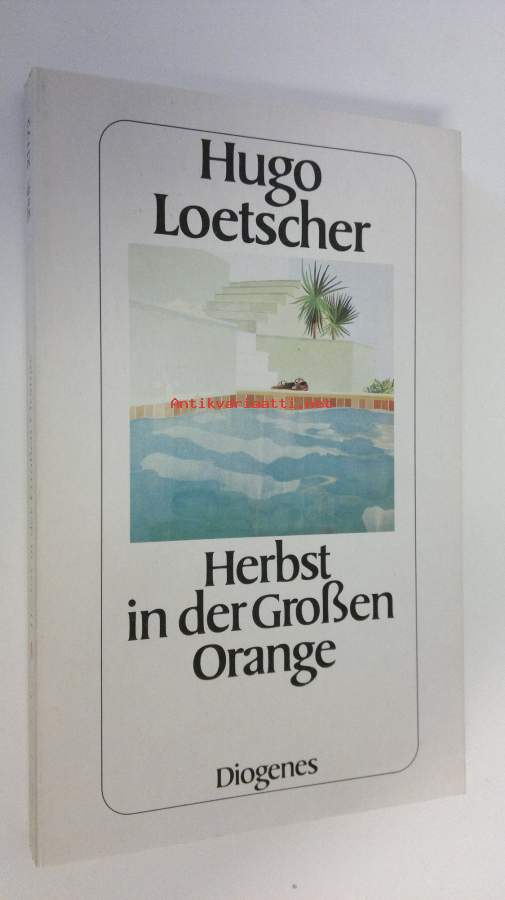 Hugo
Loetscher
Antikvariaatti.net
Herbst
in der Großen
Orange
Diogenes